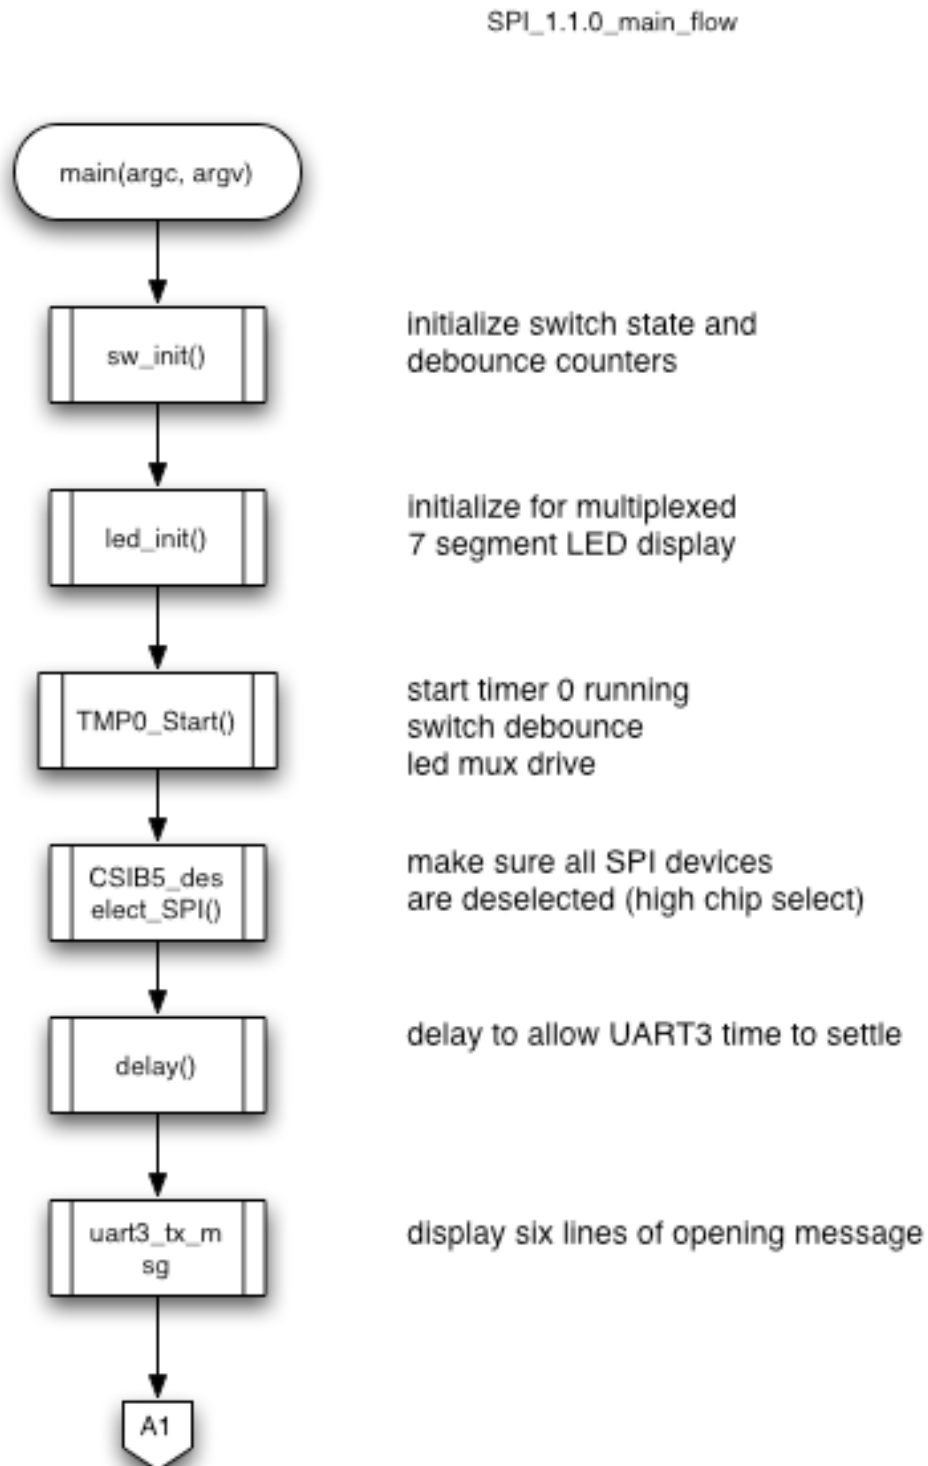 SPI_1.1.0_main_flow
main(argc, argv)
sw_init()
initialize switch state and
debounce counters
led_init()
initialize for multiplexed
7 segment LED display
TMP0_Start()
start timer 0 running
switch debounce
led mux drive
CSIB5_des
elect_SPI()
make sure all SPI devices
are deselected (high chip select)
delay()
delay to allow UART3 time to settle
uart3_tx_m
sg
display six lines of opening message
A1